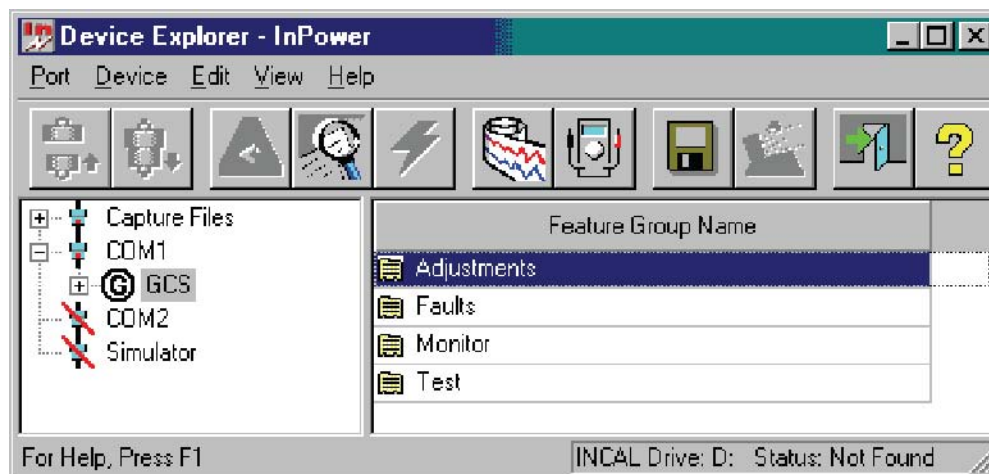 Device Explorer - InPower
Port Device Edit View Help
Capture Files
COM1
G GCS
COM2
Simulator
Feature Group Name
Adjustments
Faults
Monitor
Test
For Help, Press F1
INCAL Drive: D: Status: Not Found